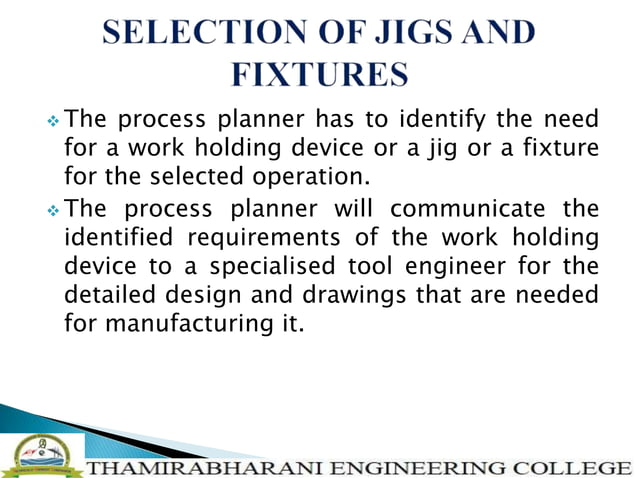 SELECTION OF JIGS AND
FIXTURES
The process planner has to identify the need
for a work holding device or a jig or a fixture
for the selected operation.
The process planner will communicate the
identified requirements of the work holding
device to a specialised tool engineer for the
detailed design and drawings that are needed
for manufacturing it.
THAMIRABHARANI ENGINEERING COLLEGE